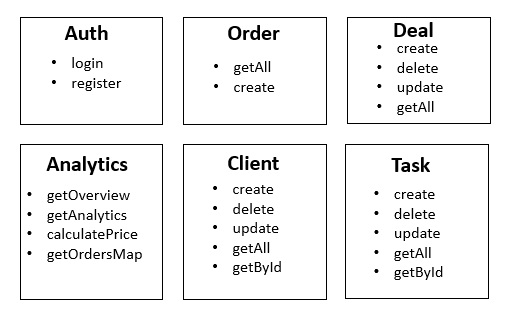 Auth
• login
• register
Order
• getAll
• create
Deal
• create
• delete
• update
• getAll
Analytics
• getOverview
• getAnalytics
• calculatePrice
• getOrdersMap
Client
• create
• delete
• update
• getAll
• getById
Task
• create
• delete
• update
• getAll
• getById